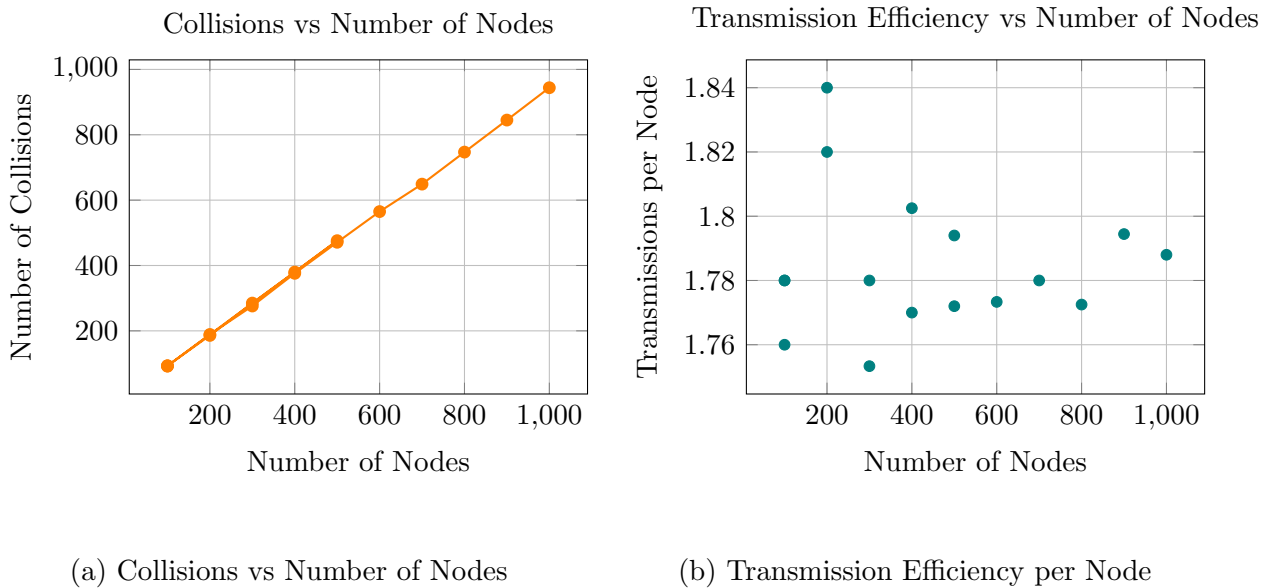 Collisions vs Number of Nodes
1,000
800
600
400
200
Number of Collisions
200 400 600 800 1,000
Number of Nodes
(a) Collisions vs Number of Nodes
Transmission Efficiency vs Number of Nodes
1.84
1.82
1.8
1.78
1.76
Transmissions per Node
200 400 600 800 1,000
Number of Nodes
(b) Transmission Efficiency per Node